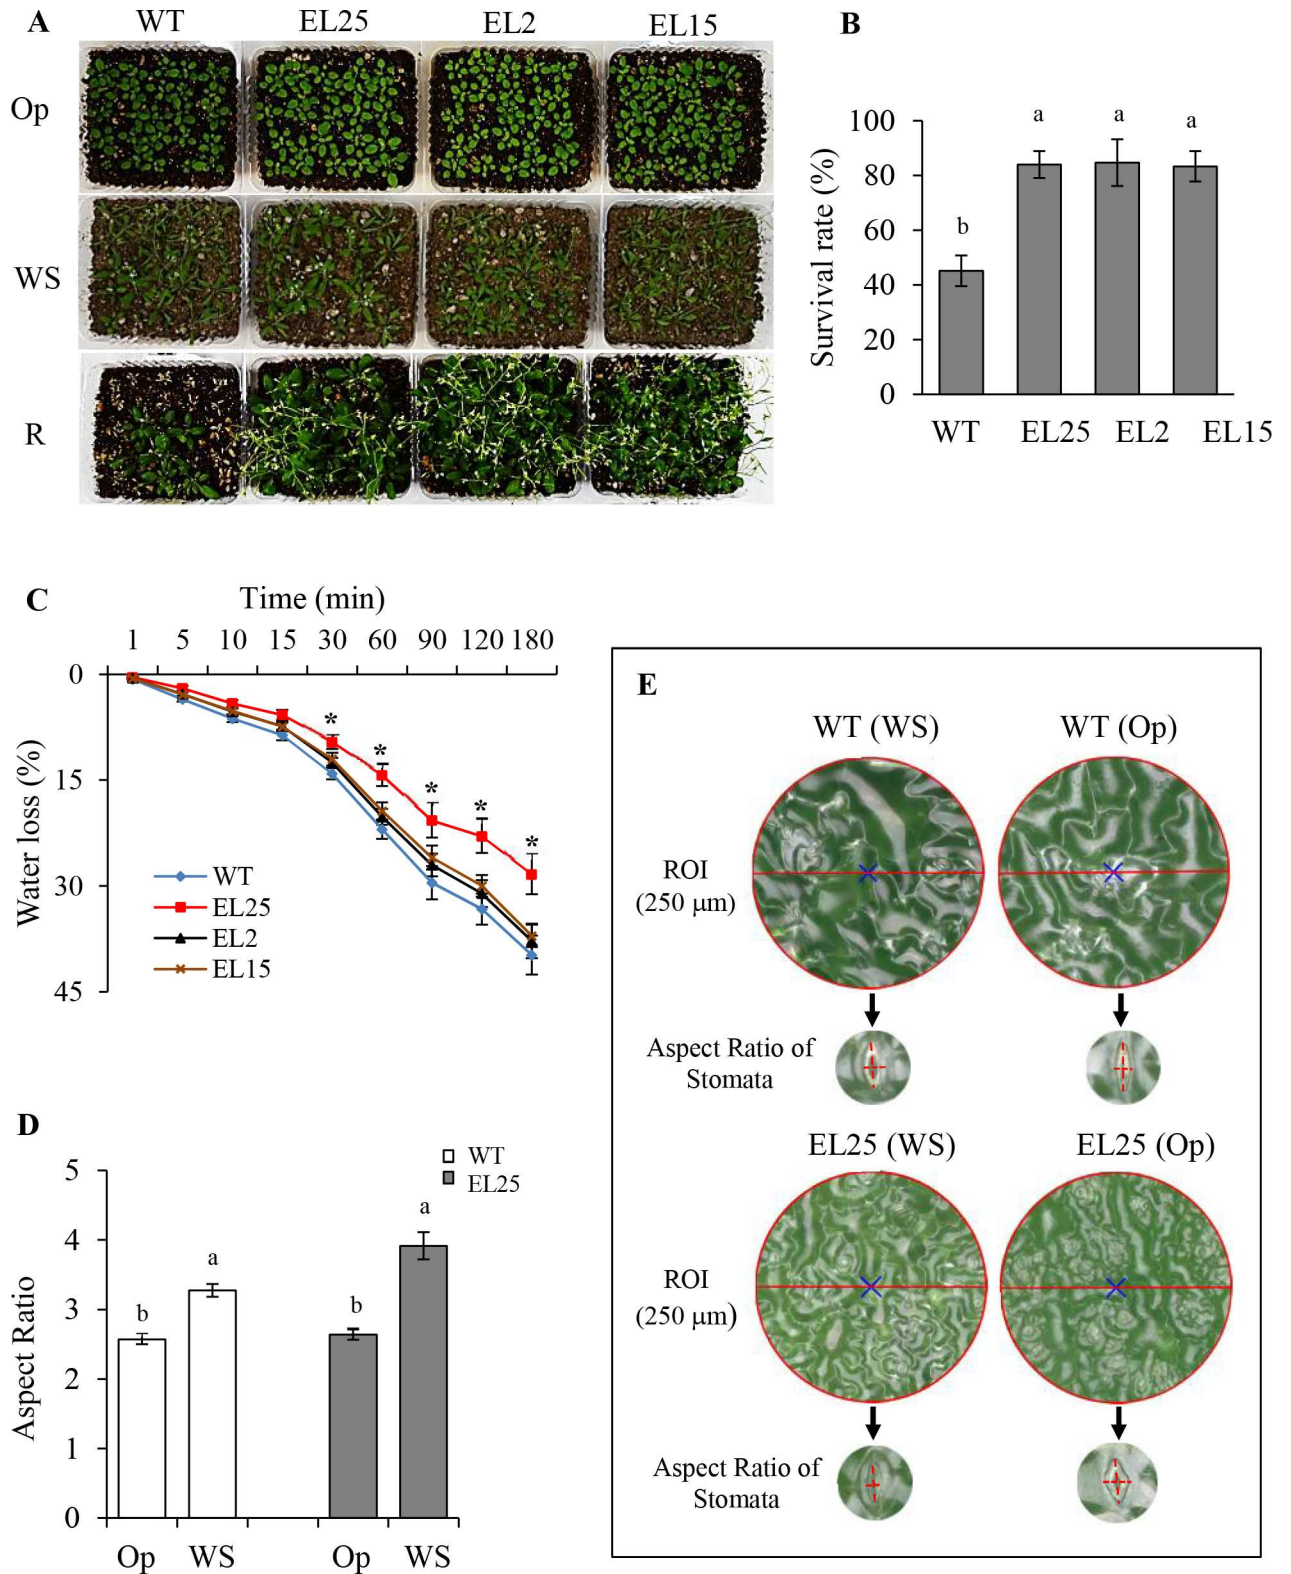 A
WT EL25 EL2 EL15
Op
WS
R
B
Survival rate (%)
100
80
60
40
20
0
b a a a
WT EL25 EL2 EL15
C
Time (min)
1 5 10 15 30 60 90 120 180
Water loss (%)
0
15
30
45
* * * * *
WT
EL25
EL2
EL15
D
Aspect Ratio
5
4
3
2
1
0
WT
EL25
b a b a
Op WS Op WS
E
WT (WS) WT (Op)
ROI
(250 μm)
Aspect Ratio of
Stomata
EL25 (WS) EL25 (Op)
ROI
(250 μm)
Aspect Ratio of
Stomata